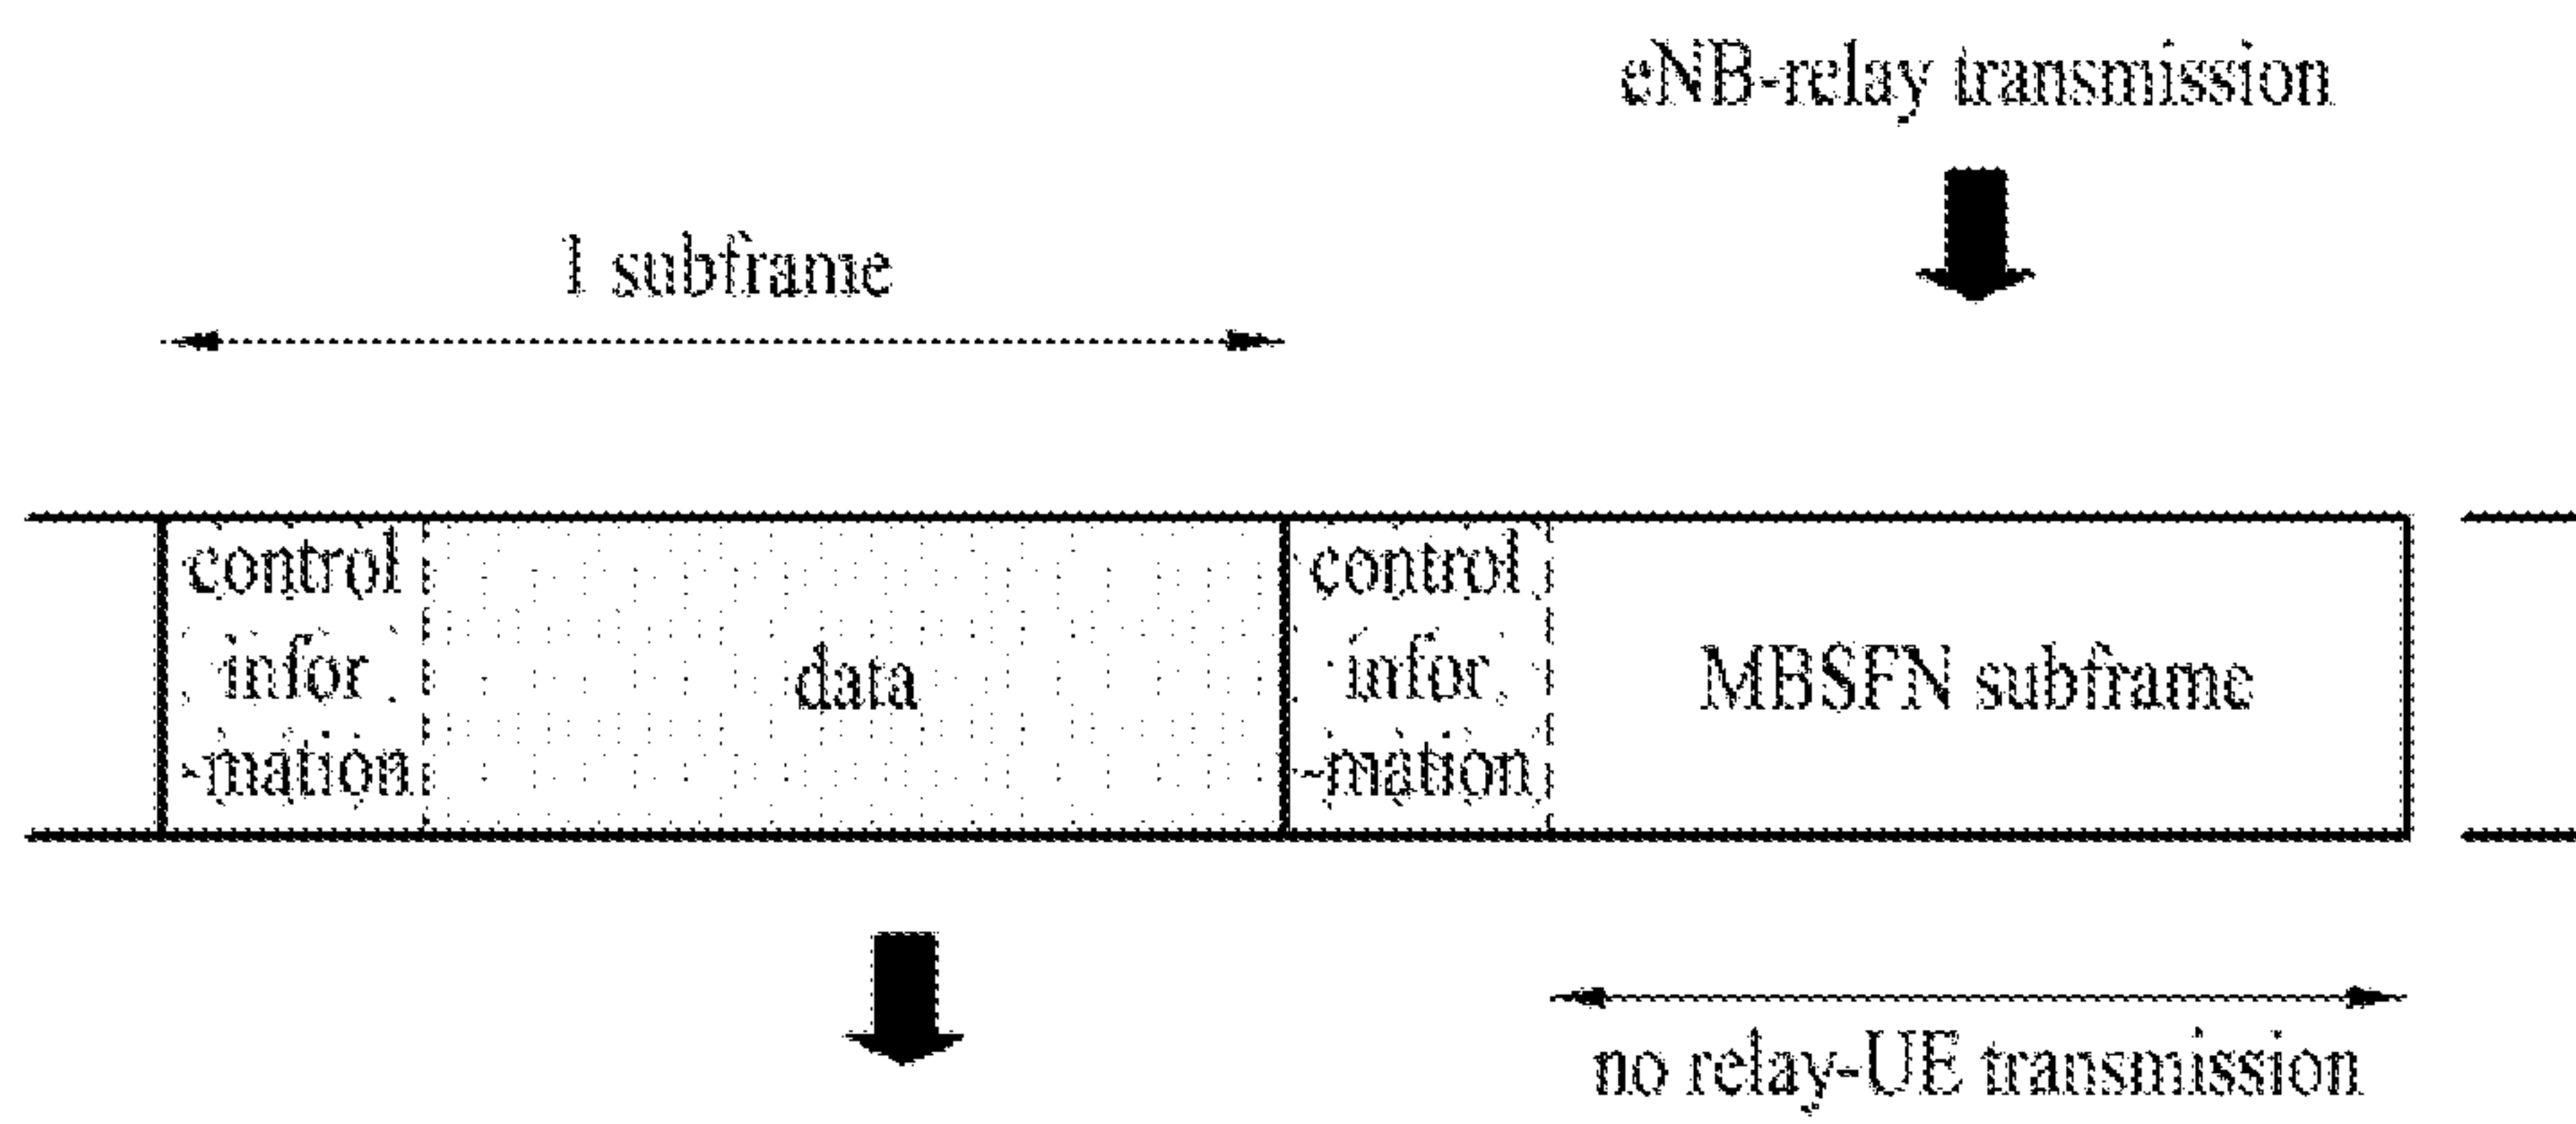 eNB-relay transmission
1 subframe
control
infor
-mation
data
control
infor
-mation
MBSFN subframe
no relay-UE transmission